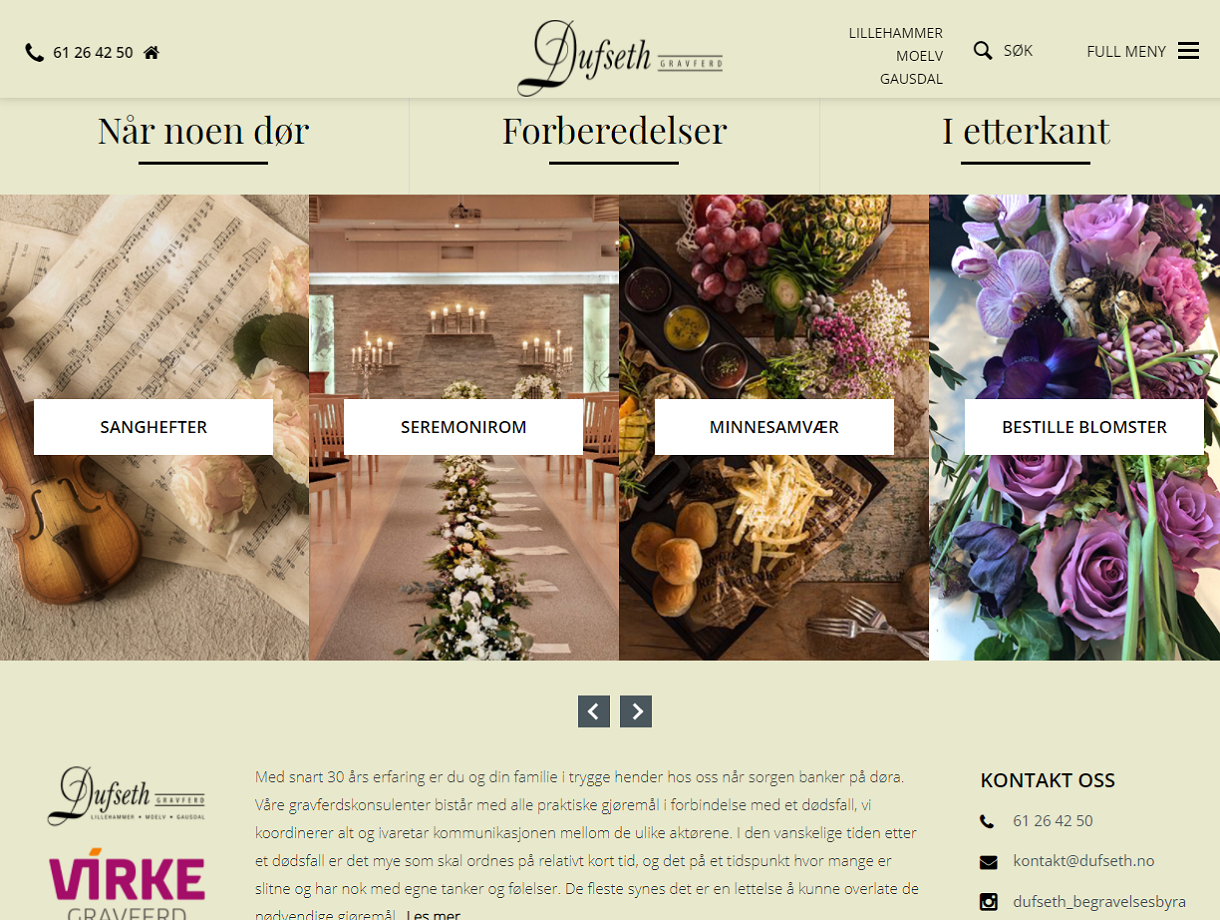 61 26 42 50
Dufseth GRAVFERD
LILLEHAMMER
MOELV
GAUSDAL
SØK
FULL MENY
Når noen dør
Forberedelser
I etterkant
SANGHEFTER
SEREMONIROM
MINNESAMVÆR
BESTILLE BLOMSTER
Dufseth GRAVFERD
LILLEHAMMER • MOELV • GAUSDAL
VIRKE
GRAVFERD
Med snart 30 års erfaring er du og din familie i trygge hender hos oss når sorgen banker på døra.
Våre gravferdskonsulenter bistår med alle praktiske gjøremål i forbindelse med et dødsfall, vi
koordinerer alt og ivaretar kommunikasjonen mellom de ulike aktørene. I den vanskelige tiden etter
et dødsfall er det mye som skal ordnes på relativt kort tid, og det på et tidspunkt hvor mange er
slitne og har nok med egne tanker og følelser. De fleste synes det er en lettelse å kunne overlate de
nødvendige gjøremål. Les mer
KONTAKT OSS
61 26 42 50
kontakt@dufseth.no
dufseth_begravelsesbyra